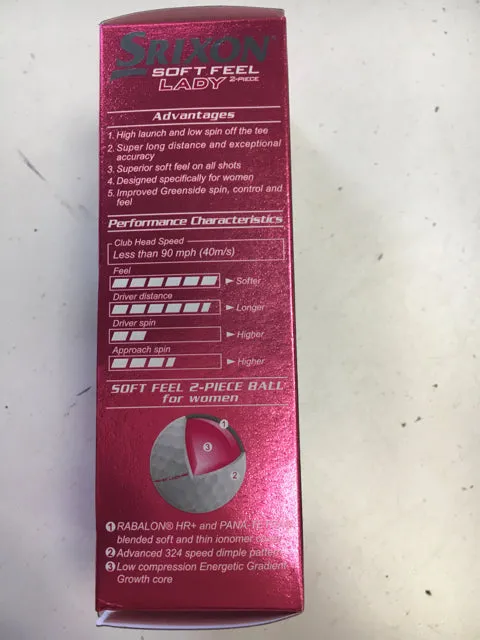 SRIXON
SOFT FEEL
LADY 2-PIECE
Advantages
1. High launch and low spin off the tee
2. Super long distance and exceptional
accuracy
3. Superior soft feel on all shots
4. Designed specifically for women
5. Improved Greenside spin, control and
feel
Performance Characteristics
Club Head Speed
Less than 90 mph (40m/s)
Feel
Softer
Driver distance
Longer
Driver spin
Higher
Approach spin
Higher
SOFT FEEL 2-PIECE BALL
for women
1
3
2
1 RABALON® HR+ and
blended soft and thin ionomer
2 Advanced 324 speed dimple pattern
3 Low compression Energetic Gradient
Growth core